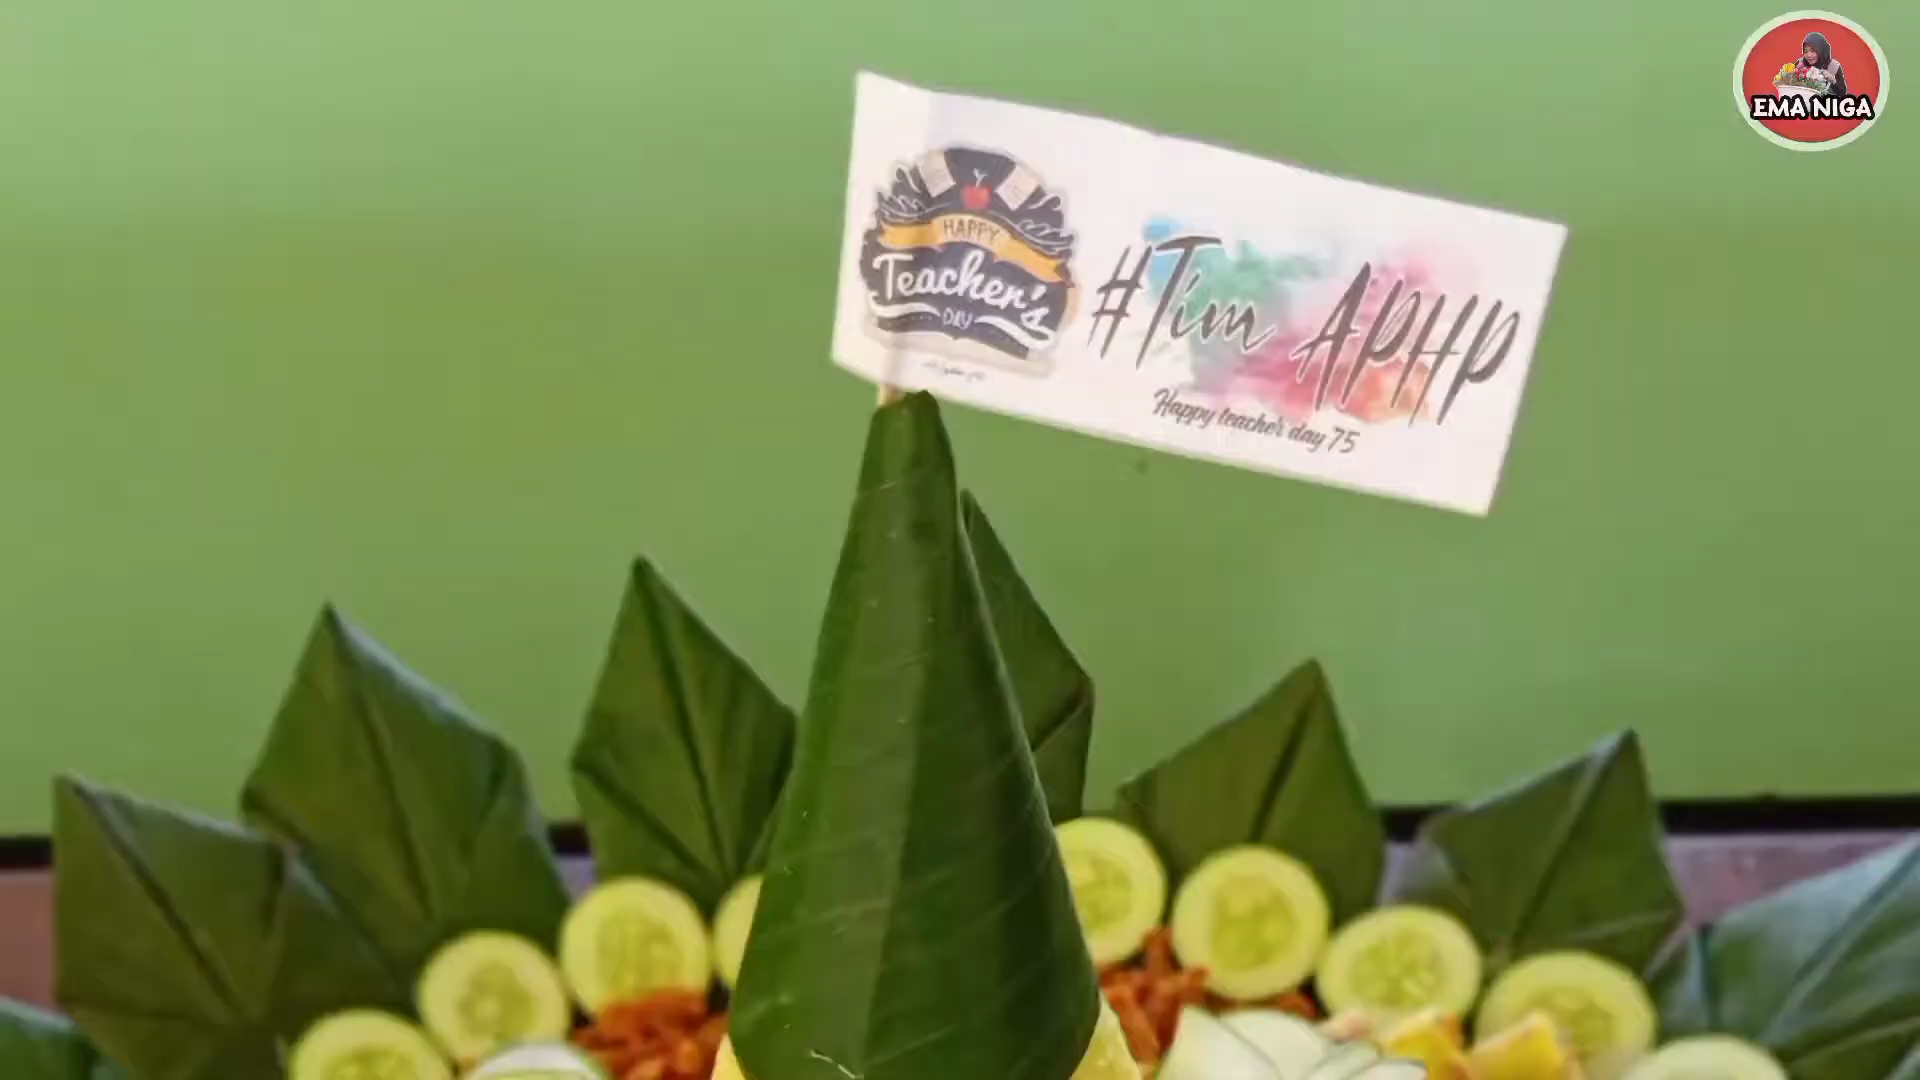 EMA NIGA
HAPPY
Teacher's
DAY
#Tim APHP
Happy teacher day 75